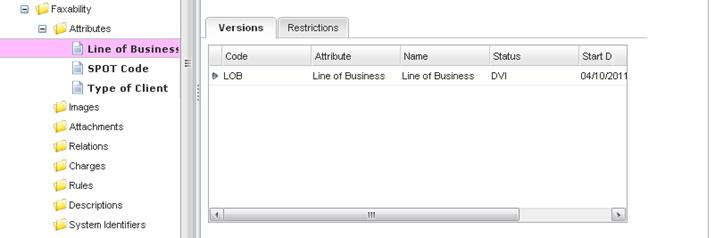 Faxability
Attributes
Line of Business
SPOT Code
Type of Client
Images
Attachments
Relations
Charges
Rules
Descriptions
System Identifiers
Versions Restrictions
Code Attribute Name Status Start D
LOB Line of Business Line of Business DVI 04/10/2011